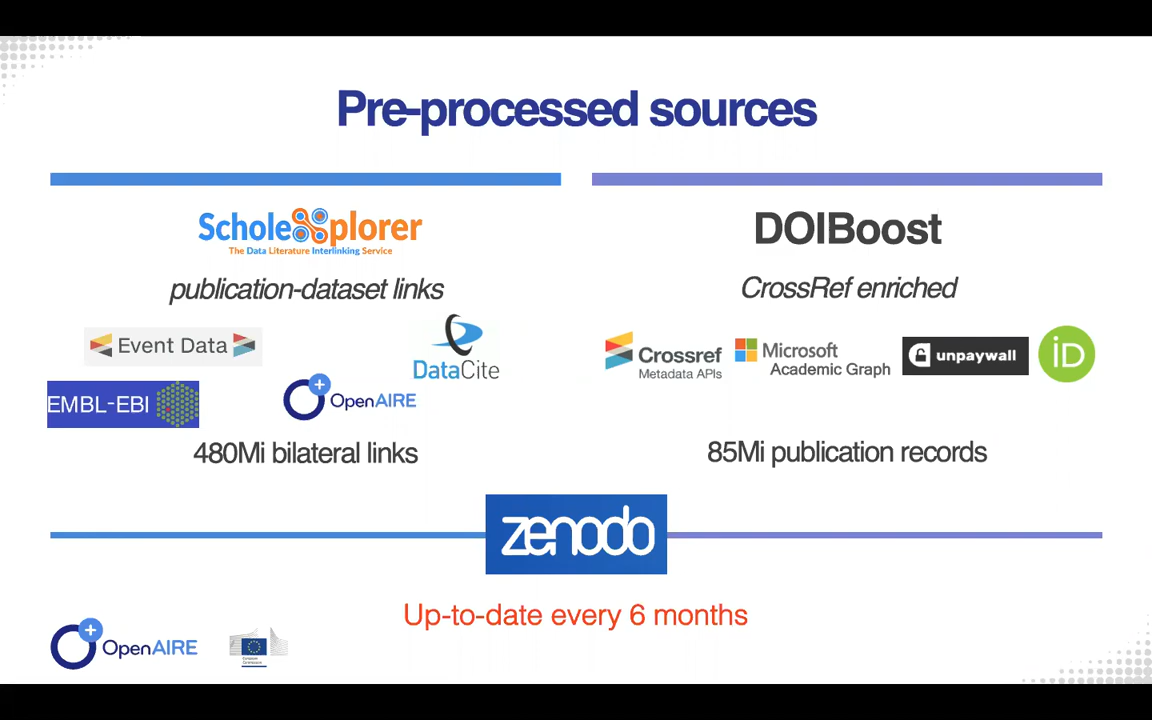 Pre-processed sources
ScholeXplorer
The Data Literature Interlinking Service
publication-dataset links
Event Data
DataCite
EMBL-EBI
OpenAIRE
480Mi bilateral links
DOIBoost
CrossRef enriched
Crossref
Metadata APIs
Microsoft
Academic Graph
unpaywall
iD
85Mi publication records
zenodo
Up-to-date every 6 months
OpenAIRE
European
Commission